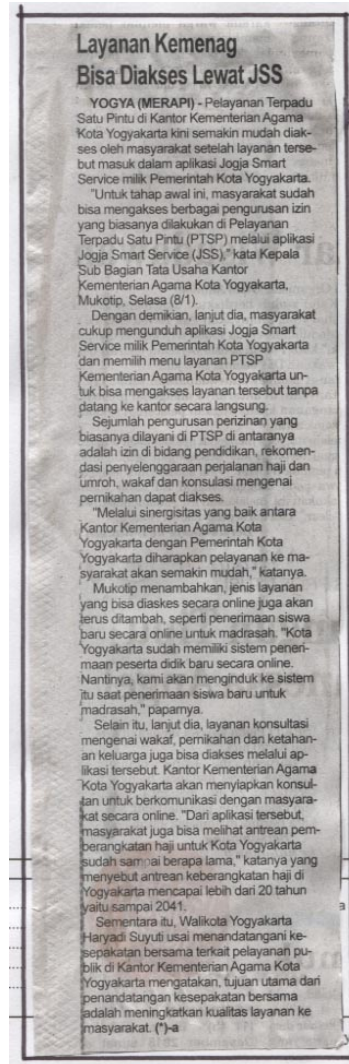 Layanan Kemenag
Bisa Diakses Lewat JSS
YOGYA (MERAPI) - Pelayanan Terpadu
Satu Pintu di Kantor Kementerian Agama
Kota Yogyakarta kini semakin mudah diak-
ses oleh masyarakat setelah layanan terse-
but masuk dalam aplikasi Jogja Smart
Service milik Pemerintah Kota Yogyakarta.
"Untuk tahap awal ini, masyarakat sudah
bisa mengakses berbagai pengurusan izin
yang biasanya dilakukan di Pelayanan
Terpadu Satu Pintu (PTSP) melalui aplikasi
Jogja Smart Service (JSS)," kata Kepala
Sub Bagian Tata Usaha Kantor
Kementerian Agama Kota Yogyakarta,
Mukotip, Selasa (8/1).
Dengan demikian, lanjut dia, masyarakat
cukup mengunduh aplikasi Jogja Smart
Service milik Pemerintah Kota Yogyakarta
dan memilih menu layanan PTSP
Kementerian Agama Kota Yogyakarta un-
tuk bisa mengakses layanan tersebut tanpa
datang ke kantor secara langsung.
Sejumlah pengurusan perizinan yang
biasanya dilayani di PTSP di antaranya
adalah izin di bidang pendidikan, rekomen-
dasi penyelenggaraan perjalanan haji dan
umroh, wakaf dan konsulasi mengenai
pernikahan dapat diakses.
"Melalui sinergisitas yang baik antara
Kantor Kementerian Agama Kota
Yogyakarta dengan Pemerintah Kota
Yogyakarta diharapkan pelayanan ke ma-
syarakat akan semakin mudah," katanya.
Mukotip menambahkan, jenis layanan
yang bisa diaskes secara online juga akan
terus ditambah, seperti penerimaan siswa
baru secara online untuk madrasah. "Kota
Yogyakarta sudah memiliki sistem peneri-
maan peserta didik baru secara online.
Nantinya, kami akan menginduk ke sistem
itu saat penerimaan siswa baru untuk
madrasah," paparnya.
Selain itu, lanjut dia, layanan konsultasi
mengenai wakaf, pernikahan dan ketahan-
an keluarga juga bisa diakses melalui ap-
likasi tersebut. Kantor Kementerian Agama
Kota Yogyakarta akan menyiapkan konsul-
tan untuk berkomunikasi dengan masyara-
kat secara online. "Dari aplikasi tersebut,
masyarakat juga bisa melihat antrean pem-
berangkatan haji untuk Kota Yogyakarta
sudah sampai berapa lama," katanya yang
menyebut antrean keberangkatan haji di
Yogyakarta mencapai lebih dari 20 tahun
yaitu sampai 2041.
Sementara itu, Walikota Yogyakarta
Haryadi Suyuti usai menandatangani ke-
sepakatan bersama terkait pelayanan pu-
blik di Kantor Kementerian Agama Kota
Yogyakarta mengatakan, tujuan utama dari
penandatangan kesepakatan bersama
adalah meningkatkan kualitas layanan ke
masyarakat. (*)-a